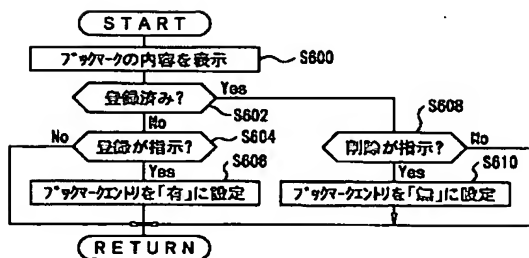 START
ブックマークの内容を表示
S600
登録済み?
Yes
S602
No
S608
登録が指示?
S604
No
削除が指示?
No
Yes
S606
Yes
S610
ブックマークエントリを「有」に設定
ブックマークエントリを「無」に設定
RETURN